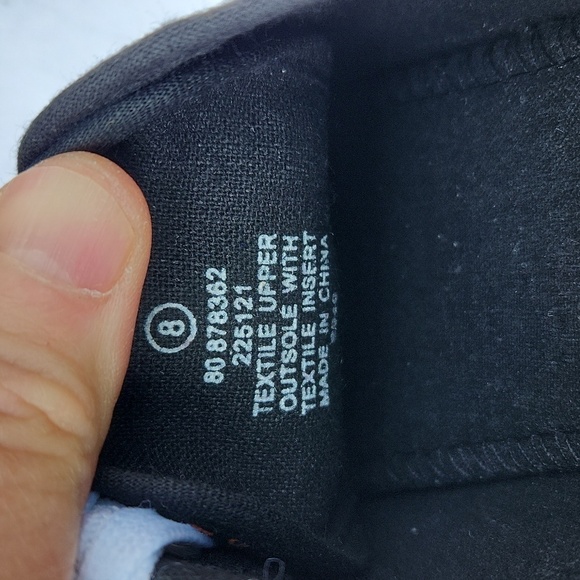 8
80.878362
225121
TEXTILE UPPER
OUTSOLE WITH
TEXTILE INSERT
MADE IN CHINA